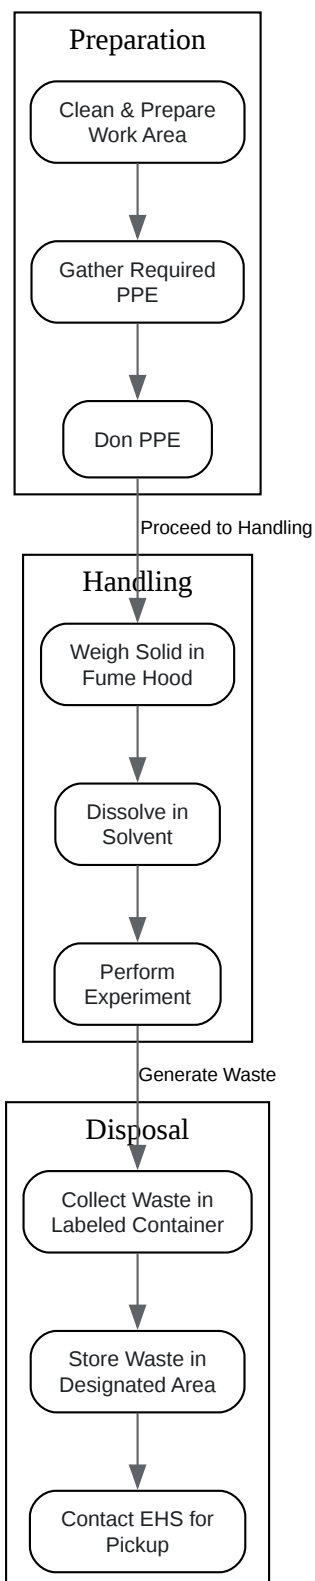 Preparation
Clean & Prepare
Work Area
Gather Required
PPE
Don PPE
Proceed to Handling
Handling
Weigh Solid in
Fume Hood
Dissolve in
Solvent
Perform
Experiment
Generate Waste
Disposal
Collect Waste in
Labeled Container
Store Waste in
Designated Area
Contact EHS for
Pickup